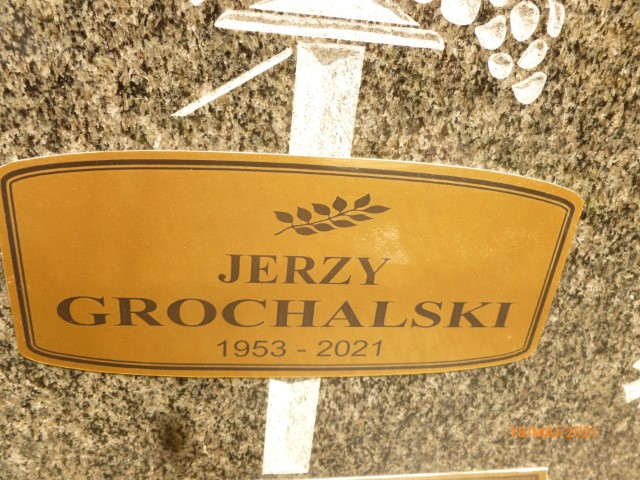 JERZY
GROCHALSKI
1953 - 2021